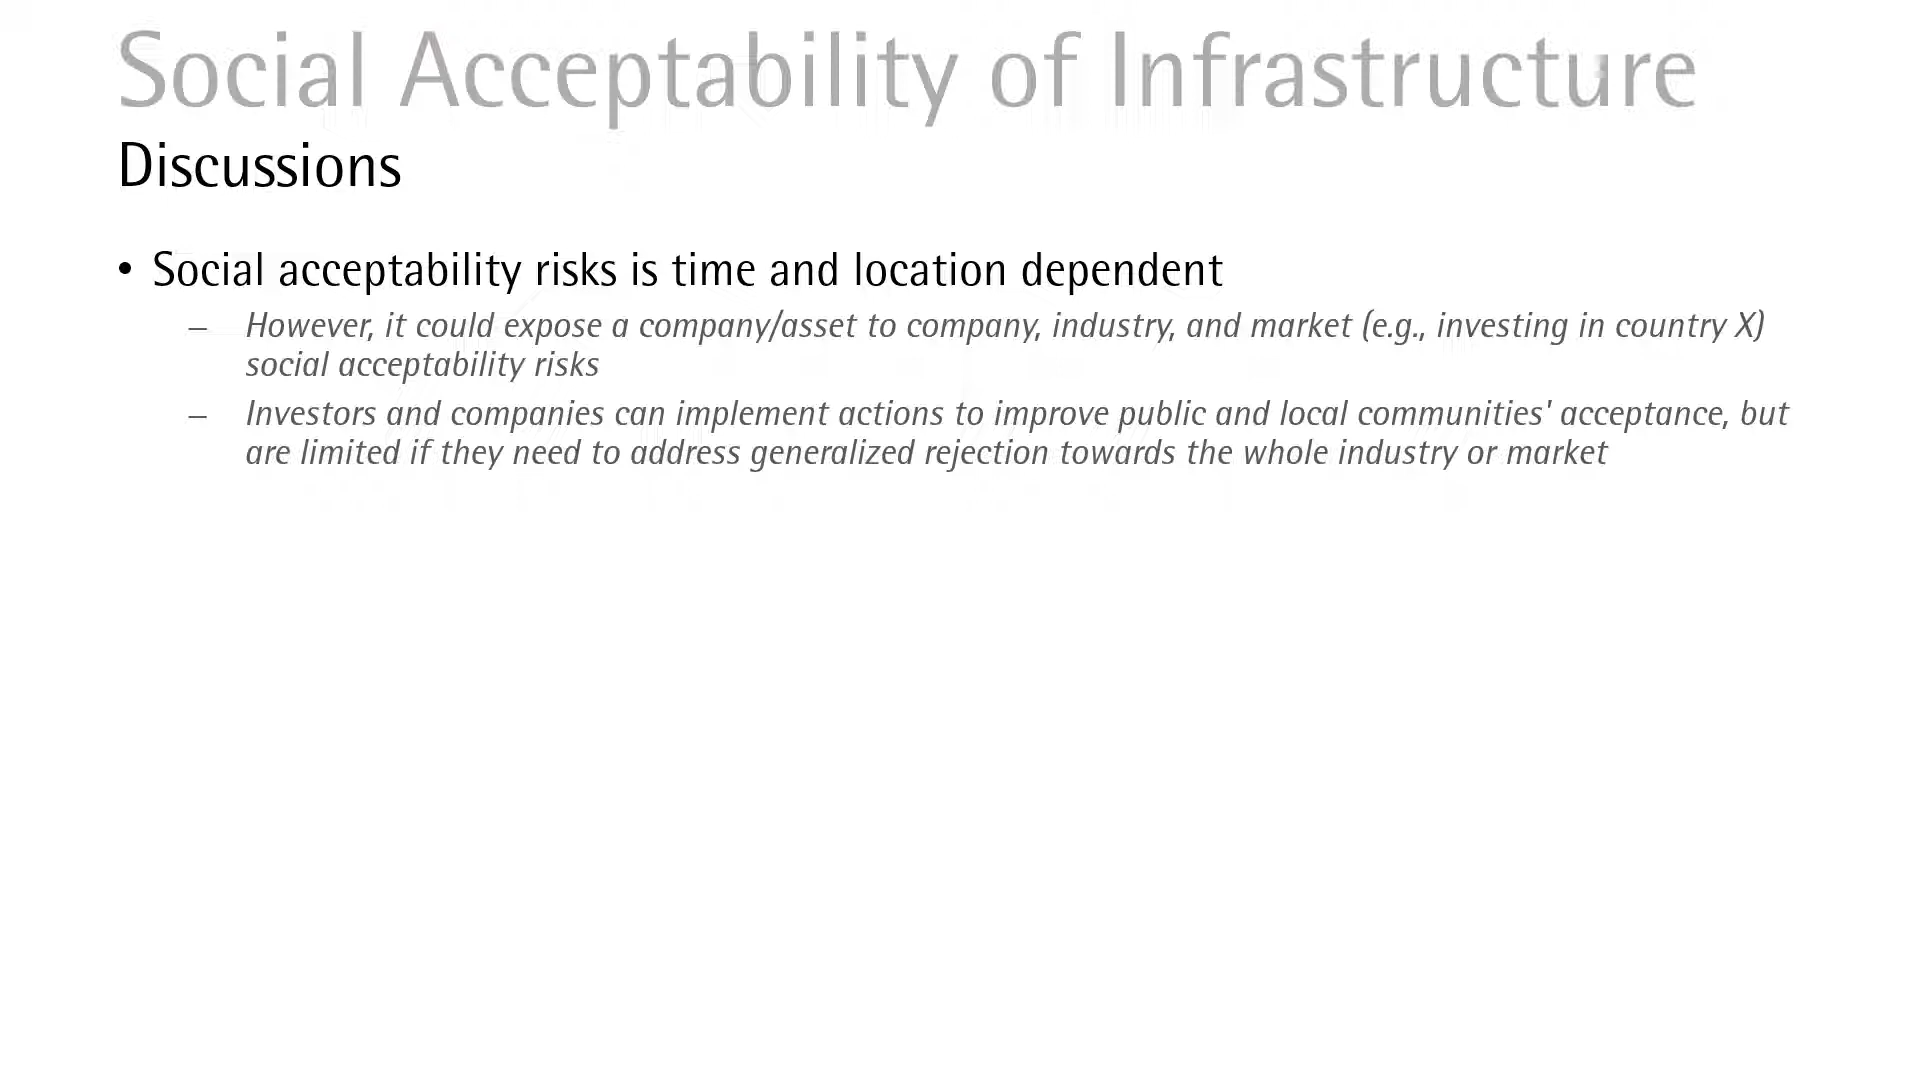 Social Acceptability of Infrastructure
Discussions
• Social acceptability risks is time and location dependent
– However, it could expose a company/asset to company, industry, and market (e.g., investing in country X)
social acceptability risks
– Investors and companies can implement actions to improve public and local communities' acceptance, but
are limited if they need to address generalized rejection towards the whole industry or market